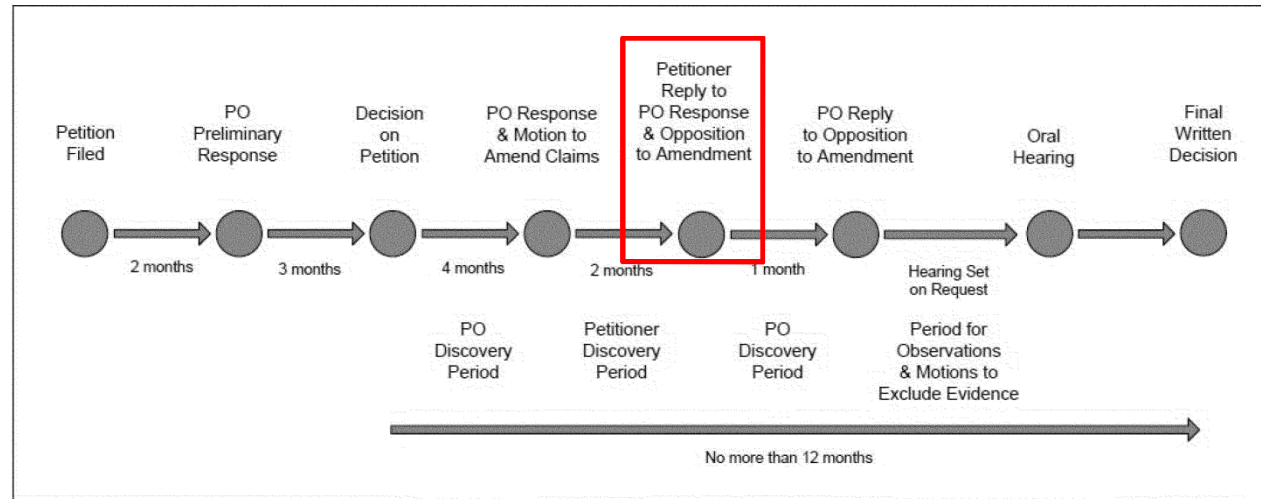 Petition
Filed
PO
Preliminary
Response
Decision
on
Petition
PO Response
& Motion to
Amend Claims
Petitioner
Reply to
PO Response
& Opposition
to Amendment
PO Reply
to Opposition
to Amendment
Oral
Hearing
Final
Written
Decision
2 months
3 months
4 months
2 months
1 month
Hearing Set
on Request
PO
Discovery
Period
Petitioner
Discovery
Period
PO
Discovery
Period
Period for
Observations
& Motions to
Exclude Evidence
No more than 12 months